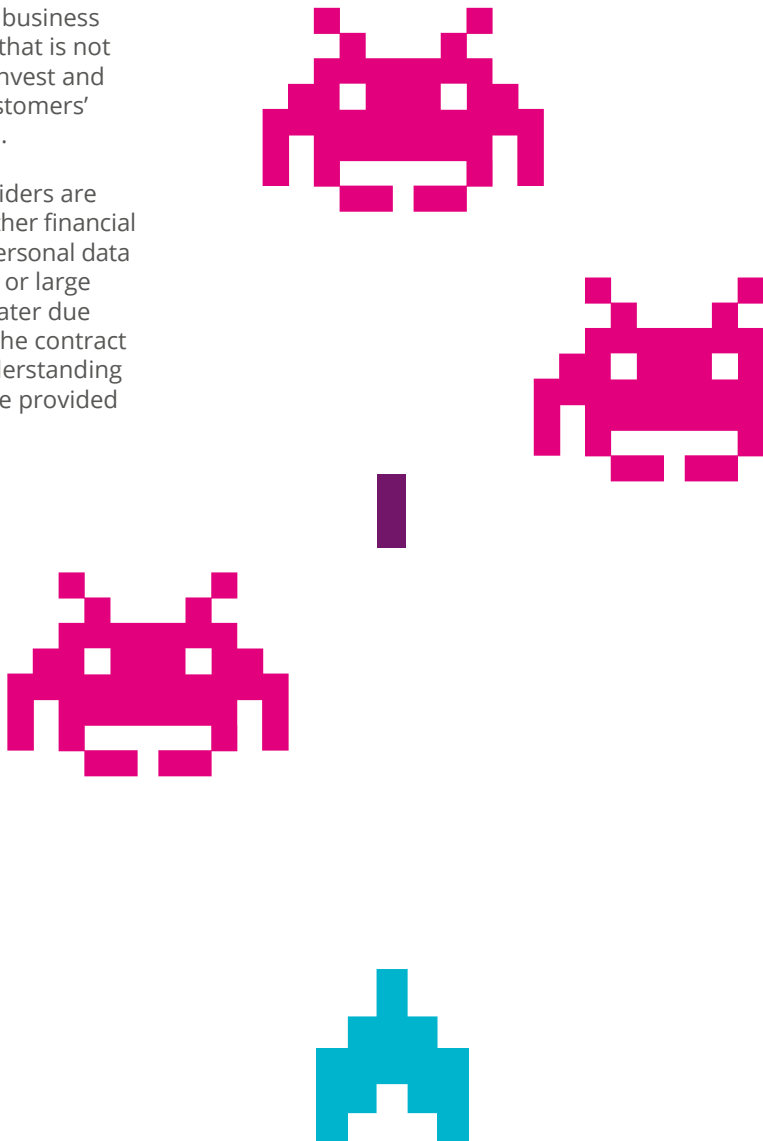 business
that is not
nvest and
stomers’
.
iders are
ther financial
ersonal data
or large
ater due
he contract
derstanding
e provided